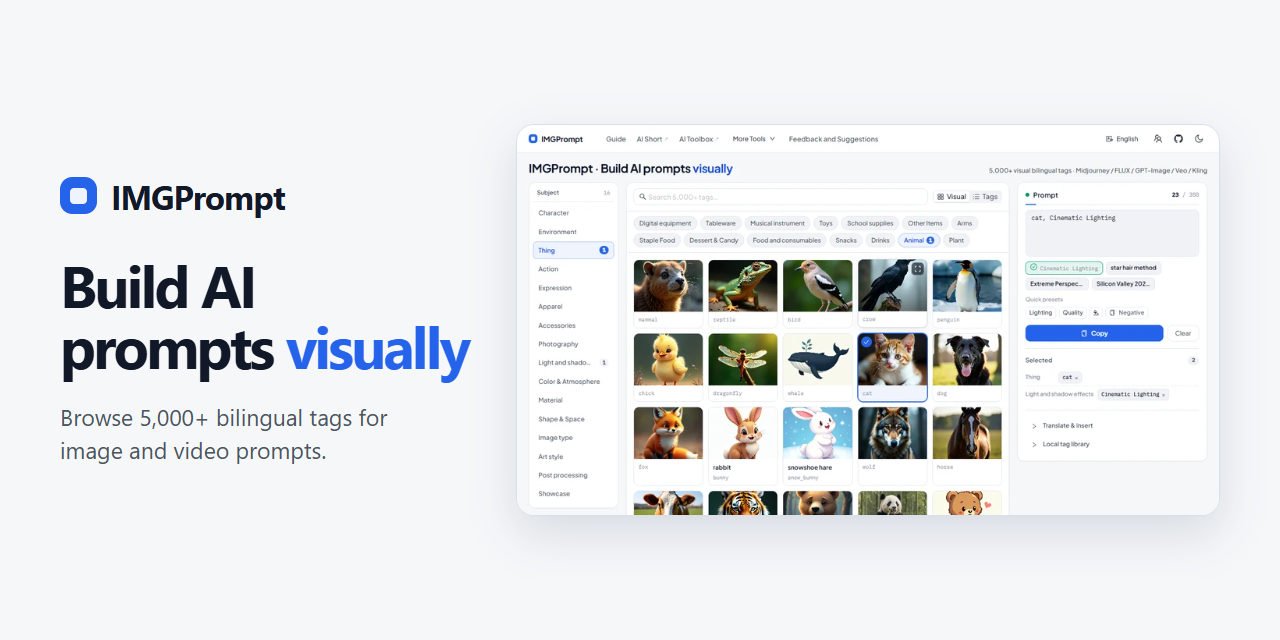 IMGPrompt
Build AI
prompts visually
Browse 5,000+ bilingual tags for
image and video prompts.
IMGPrompt Guide AI Short AI Toolbox More Tools Feedback and Suggestions English
IMGPrompt · Build AI prompts visually
5,000+ visual bilingual tags · Midjourney / FLUX / GPT-Image / Veo / Kling
Subject 16
Character
Environment
Thing 1
Action
Expression
Apparel
Accessories
Photography
Light and shado... 1
Color & Atmosphere
Material
Shape & Space
Image type
Art style
Post processing
Showcase
Search 5,000+ tags... Visual Tags
Digital equipment Tableware Musical instrument Toys School supplies Other Items Arms
Staple Food Dessert & Candy Food and consumables Snacks Drinks Animal 1 Plant
mammal reptile bird crow penguin
chick dragonfly whale cat dog
fox rabbit snowshoe hare wolf horse
bunny snow_bunny
Prompt 23 / 380
cat, Cinematic Lighting
Cinematic Lighting star hair method
Extreme Perspec... Silicon Valley 202...
Quick presets
Lighting Quality Negative
Copy Clear
Selected 2
Thing cat ×
Light and shadow effects Cinematic Lighting ×
Translate & insert
Local tag library